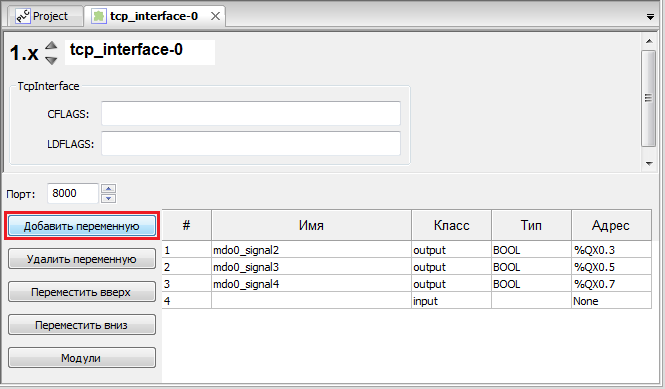 PLC Project tcp_interface-0
1.x tcp_interface-0
TcpInterface
CFLAGS:
LDFLAGS:
Порт: 8000
Добавить переменную
Удалить переменную
Переместить вверх
Переместить вниз
Модули
# Имя Класс Тип Адрес
1 mdo0_signal2 output BOOL %QX0.3
2 mdo0_signal3 output BOOL %QX0.5
3 mdo0_signal4 output BOOL %QX0.7
4 input None